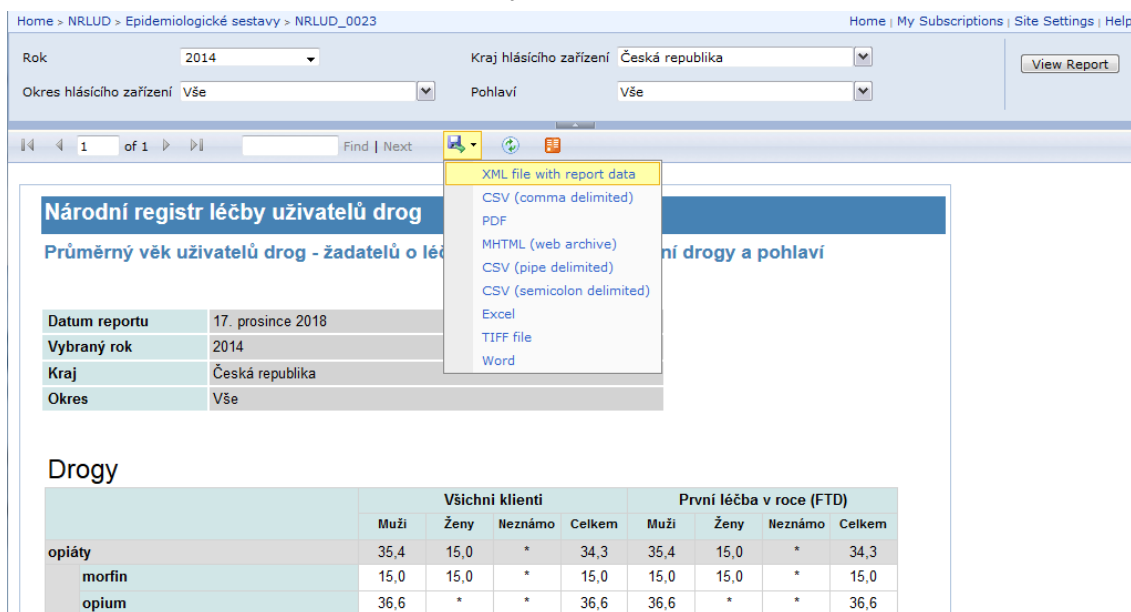 Home > NRLUD > Epidemiologické sestavy > NRLUD_0023 Home | My Subscriptions | Site Settings | Help
Rok 2014 Kraj hlásícího zařízení Česká republika View Report
Okres hlásícího zařízení Vše Pohlaví Vše
1 of 1 Find | Next
XML file with report data
CSV (comma delimited)
PDF
MHTML (web archive)
CSV (pipe delimited)
CSV (semicolon delimited)
Excel
TIFF file
Word
Národní registr léčby uživatelů drog
Průměrný věk uživatelů drog - žadatelů o drogy a pohlaví
Datum reportu 17. prosince 2018
Vybraný rok 2014
Kraj Česká republika
Okres Vše
Drogy
Všichni klienti První léčba v roce (FTD)
Muži Ženy Neznámo Celkem Muži Ženy Neznámo Celkem
opiáty 35,4 15,0 * 34,3 35,4 15,0 * 34,3
morfin 15,0 15,0 * 15,0 15,0 15,0 * 15,0
opium 36,6 * * 36,6 36,6 * * 36,6